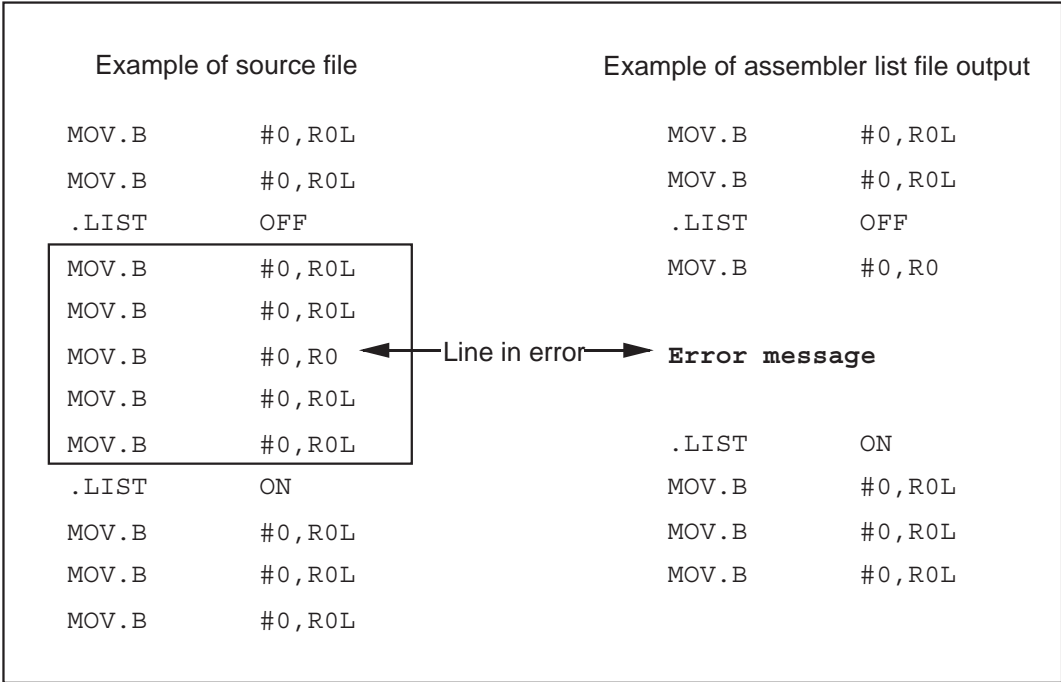 Example of source file
MOV.B #0,R0L
MOV.B #0,R0L
.LIST OFF
MOV.B #0,R0L
MOV.B #0,R0L
MOV.B #0,R0
MOV.B #0,R0L
MOV.B #0,R0L
.LIST ON
MOV.B #0,R0L
MOV.B #0,R0L
MOV.B #0,R0L
Line in error
Example of assembler list file output
MOV.B #0,R0L
MOV.B #0,R0L
.LIST OFF
MOV.B #0,R0
Error message
.LIST ON
MOV.B #0,R0L
MOV.B #0,R0L
MOV.B #0,R0L